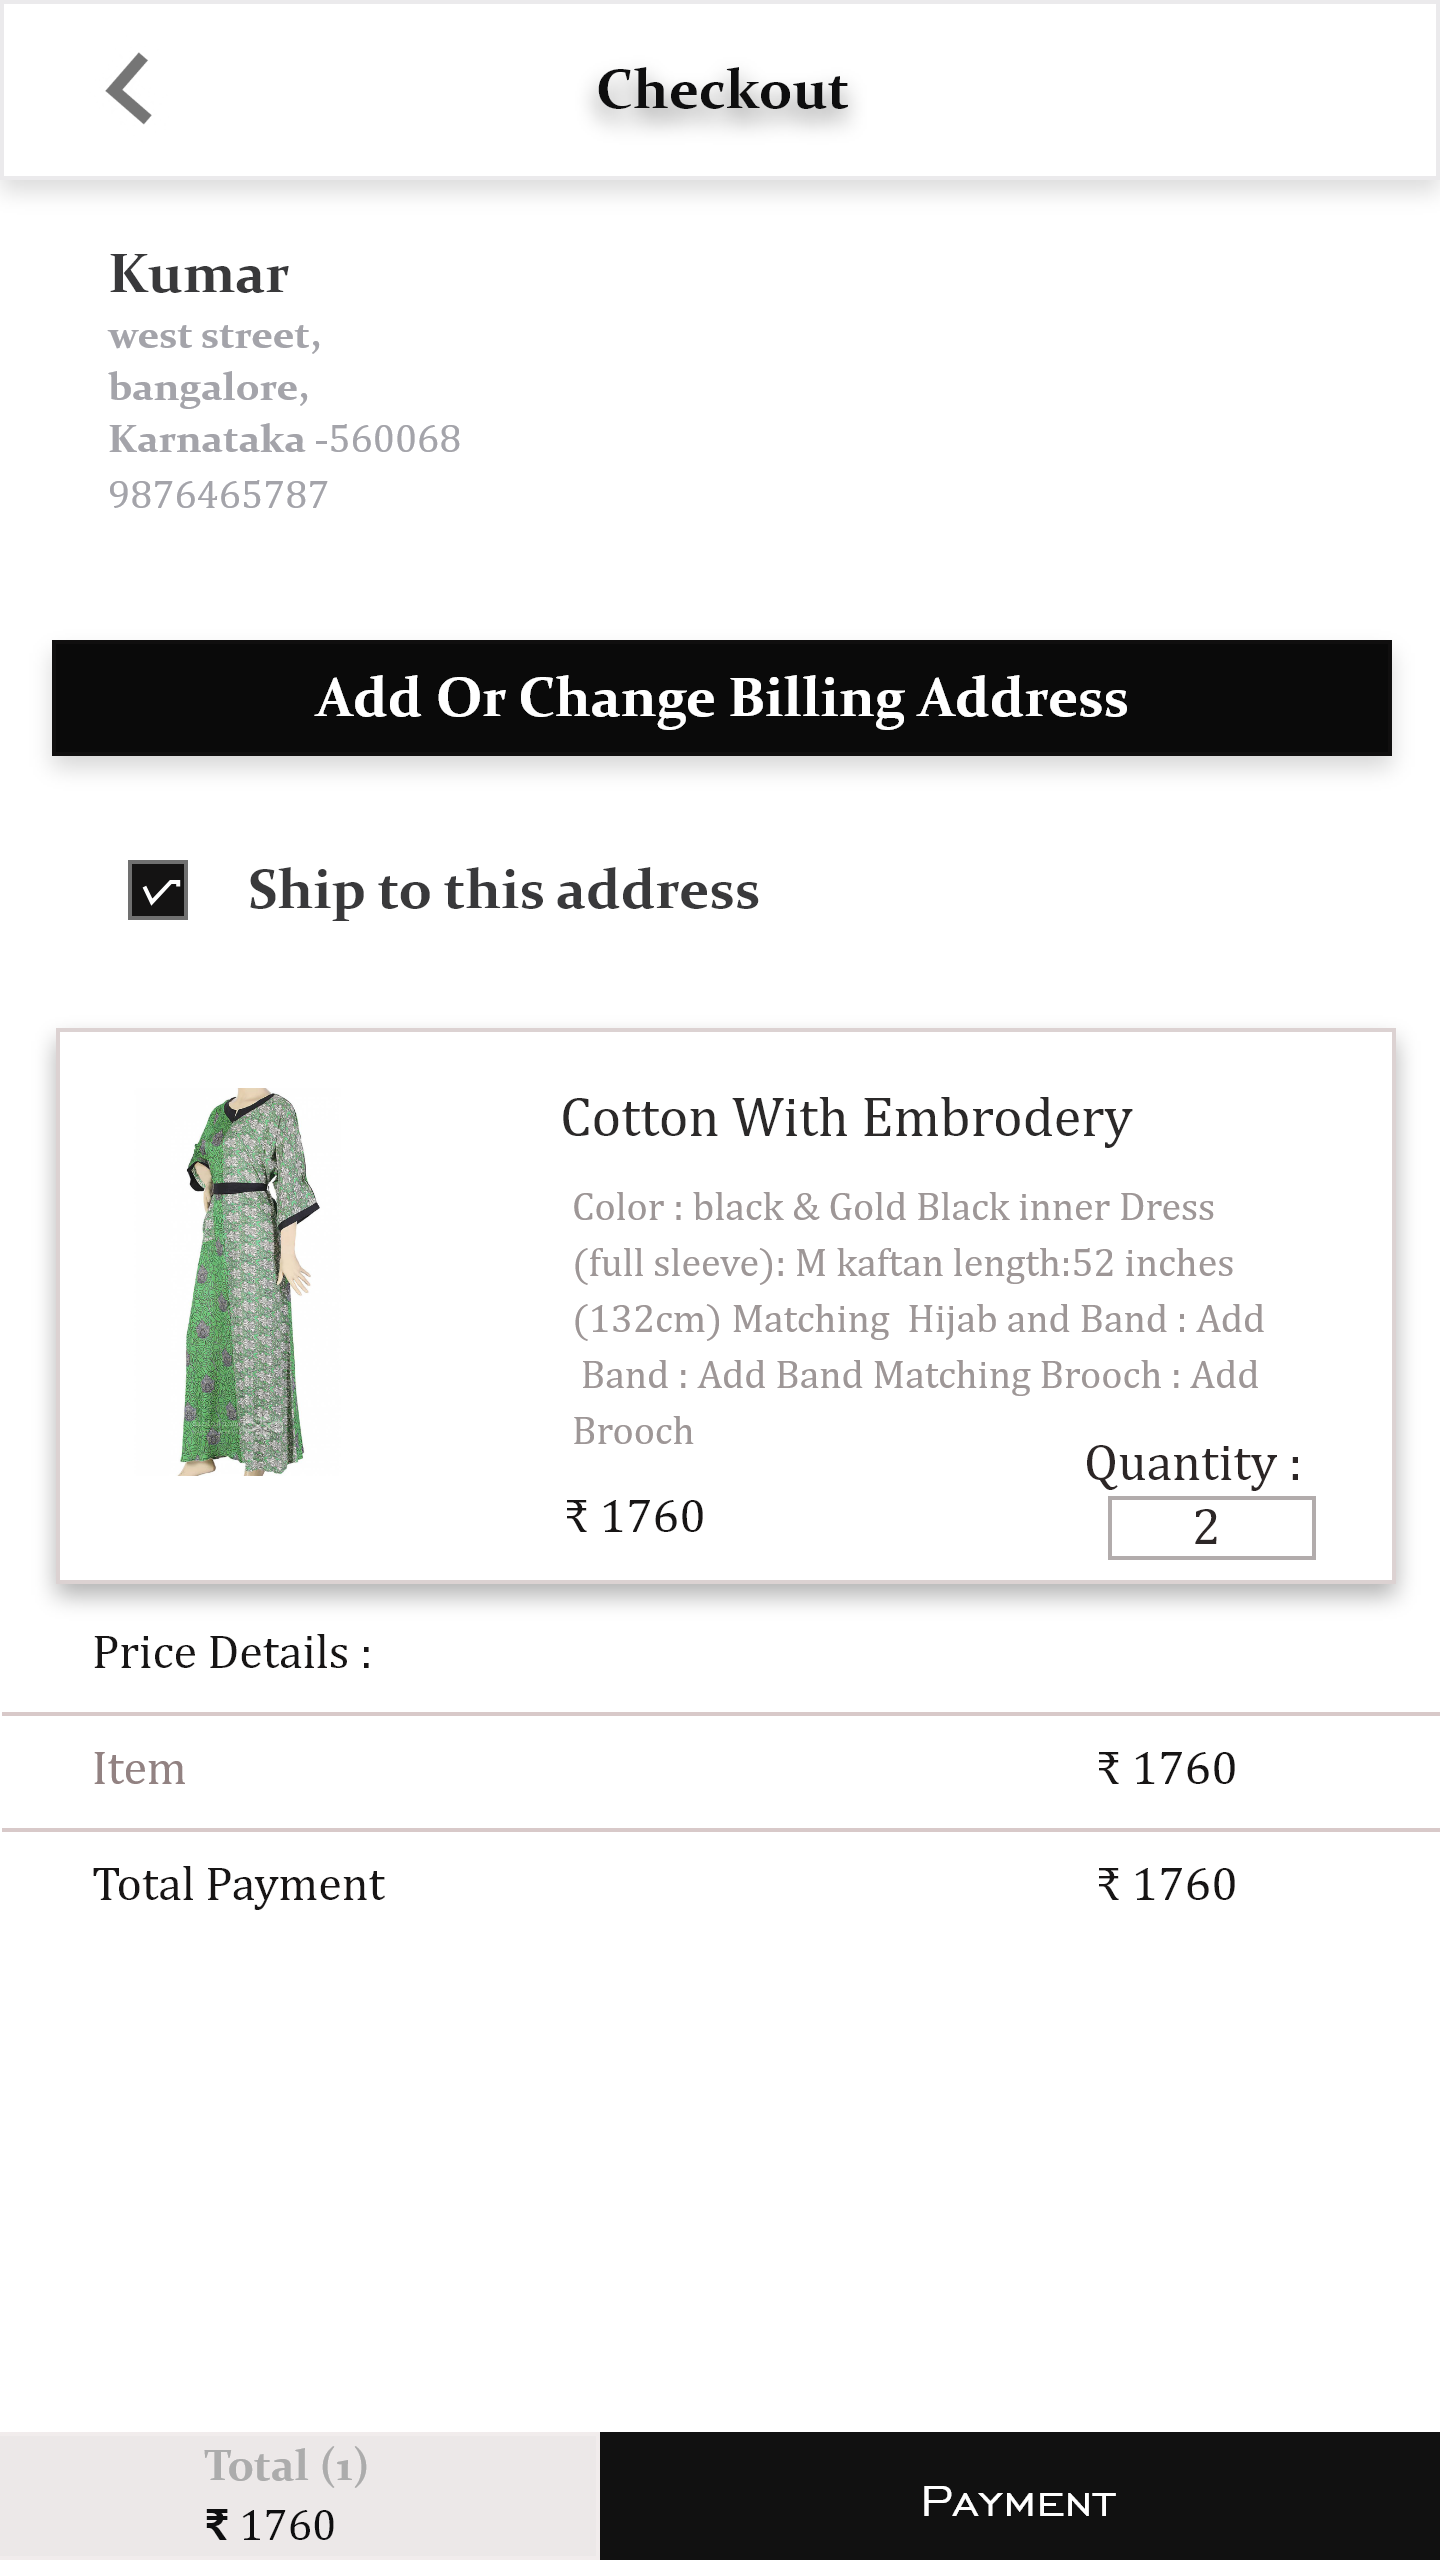 Checkout
Kumar
west street,
bangalore,
Karnataka -560068
9876465787
Add Or Change Billing Address
Ship to this address
Cotton With Embrodery
Color : black & Gold Black inner Dress
(full sleeve): M kaftan length:52 inches
(132cm) Matching  Hijab and Band : Add
Band : Add Band Matching Brooch : Add
Brooch
Quantity :
₹ 1760
2
Price Details :
Item
₹ 1760
Total Payment
₹ 1760
Total (1)
₹ 1760
PAYMENT